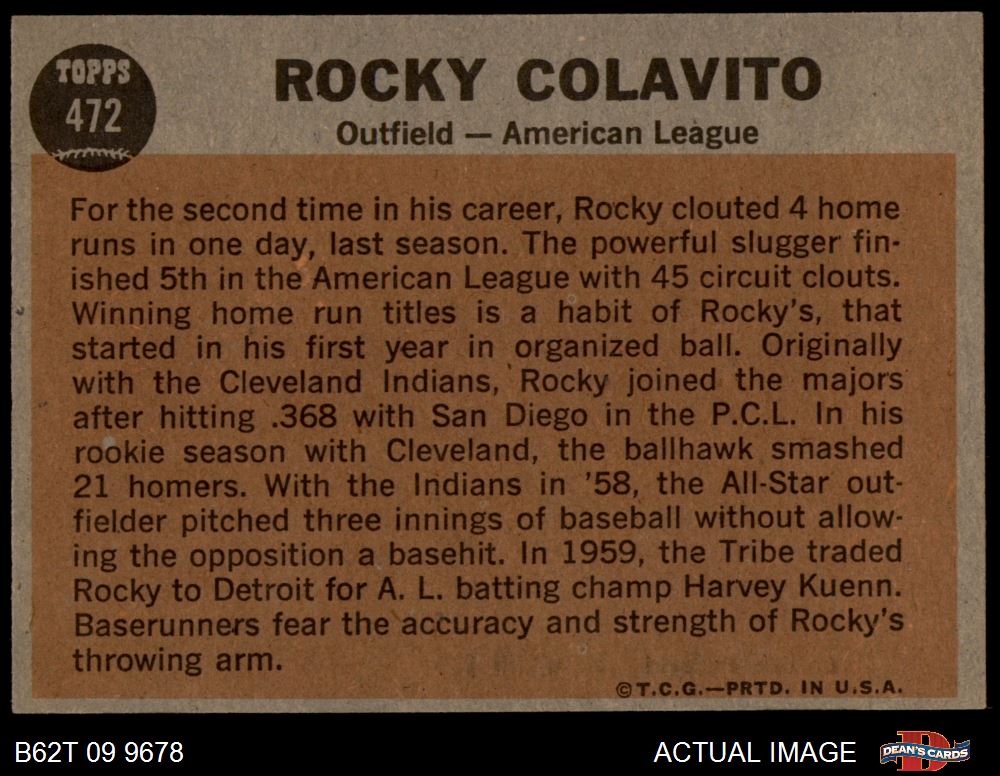 TOPPS
472
ROCKY COLAVITO
Outfield — American League
For the second time in his career, Rocky clouted 4 home
runs in one day, last season. The powerful slugger fin-
ished 5th in the American League with 45 circuit clouts.
Winning home run titles is a habit of Rocky's, that
started in his first year in organized ball. Originally
with the Cleveland Indians, Rocky joined the majors
after hitting .368 with San Diego in the P.C.L. In his
rookie season with Cleveland, the ballhawk smashed
21 homers. With the Indians in '58, the All-Star out-
fielder pitched three innings of baseball without allow-
ing the opposition a basehit. In 1959, the Tribe traded
Rocky to Detroit for A. L. batting champ Harvey Kuenn.
Baserunners fear the accuracy and strength of Rocky's
throwing arm.
©T.C.G.—PRTD. IN U.S.A.
B62T 09 9678
ACTUAL IMAGE
D
DEAN'S CARDS